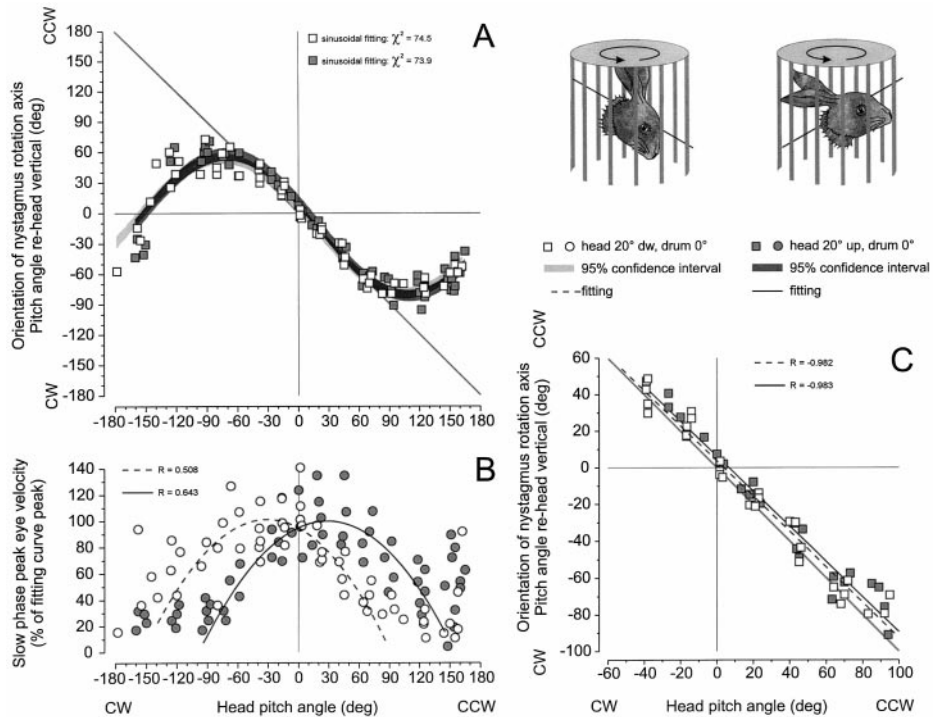 A
CCW
CW
Orientation of nystagmus rotation axis
Pitch angle re-head vertical (deg)
180
150
120
90
60
30
0
-30
-60
-90
-120
-150
-180
sinusoidal fitting: χ² = 74.5
sinusoidal fitting: χ² = 73.9
-180 -150 -120 -90 -60 -30 0 30 60 90 120 150 180
head 20° dw, drum 0°
95% confidence interval
fitting
head 20° up, drum 0°
95% confidence interval
fitting
B
Slow phase peak eye velocity
(% of fitting curve peak)
140
120
100
80
60
40
20
0
R = 0.508
R = 0.643
-180 -150 -120 -90 -60 -30 0 30 60 90 120 150 180
CW Head pitch angle (deg) CCW
C
CCW
CW
Orientation of nystagmus rotation axis
Pitch angle re-head vertical (deg)
60
40
20
0
-20
-40
-60
-80
-100
R = -0.982
R = -0.983
-60 -40 -20 0 20 40 60 80 100
CW Head pitch angle (deg) CCW